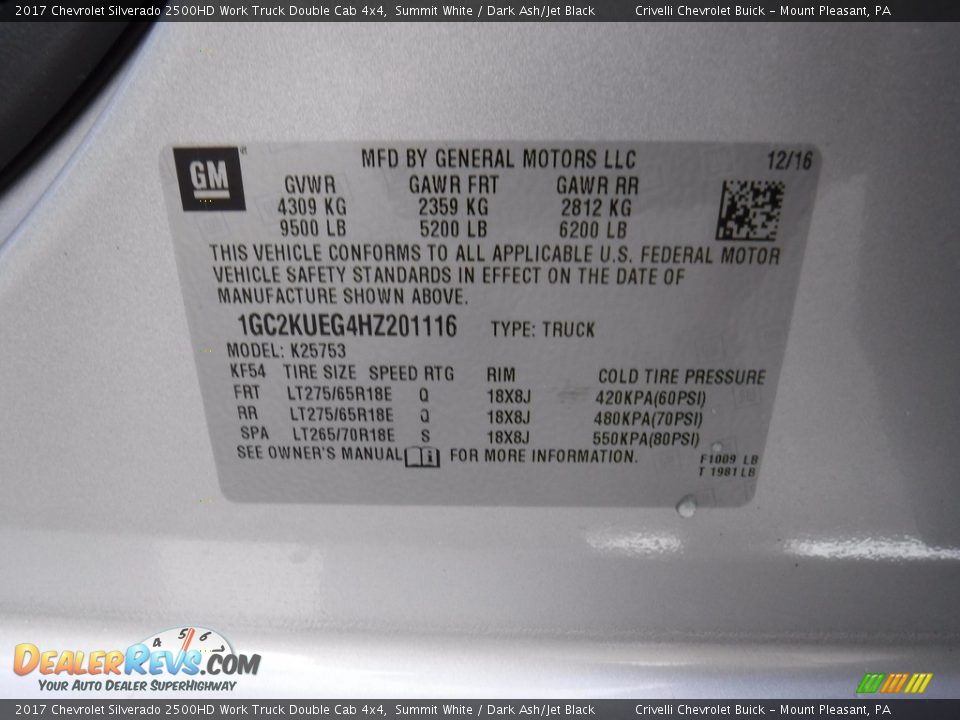 2017 Chevrolet Silverado 2500HD Work Truck Double Cab 4x4, Summit White / Dark Ash/Jet Black Crivelli Chevrolet Buick – Mount Pleasant, PA
GM
MFD BY GENERAL MOTORS LLC 12/16
GVWR GAWR FRT GAWR RR
4309 KG 2359 KG 2812 KG
9500 LB 5200 LB 6200 LB
THIS VEHICLE CONFORMS TO ALL APPLICABLE U.S. FEDERAL MOTOR
VEHICLE SAFETY STANDARDS IN EFFECT ON THE DATE OF
MANUFACTURE SHOWN ABOVE.
1GC2KUEG4HZ201116 TYPE: TRUCK
MODEL: K25753
KF54 TIRE SIZE SPEED RTG RIM COLD TIRE PRESSURE
FRT LT275/65R18E Q 18X8J 420KPA(60PSI)
RR LT275/65R18E Q 18X8J 480KPA(70PSI)
SPA LT265/70R18E S 18X8J 550KPA(80PSI)
SEE OWNER'S MANUAL i FOR MORE INFORMATION.
F1009 LB
T 1981 LB
4 5 6
DealerRevs.com
Your Auto Dealer SuperHighway
2017 Chevrolet Silverado 2500HD Work Truck Double Cab 4x4, Summit White / Dark Ash/Jet Black Crivelli Chevrolet Buick – Mount Pleasant, PA